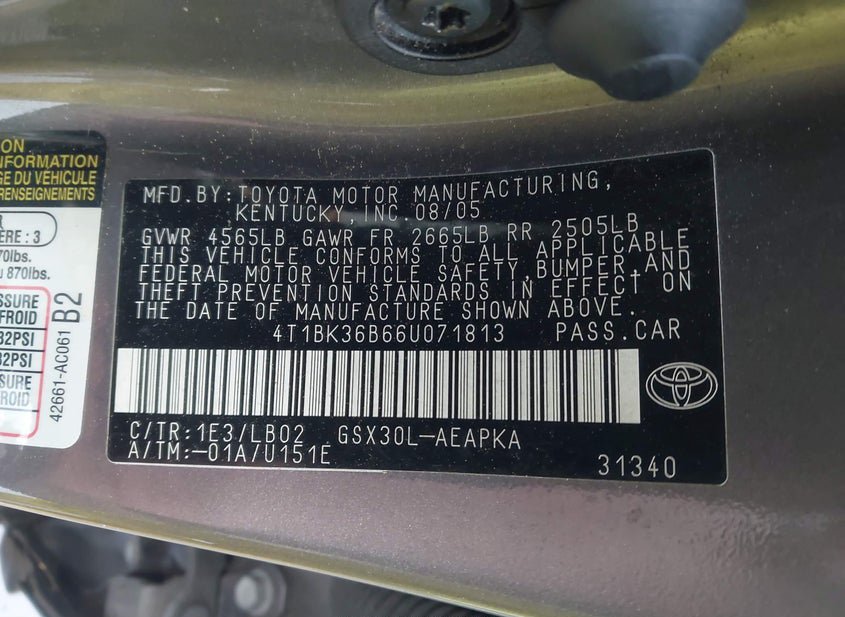 ON
INFORMATION
DU VÉHICULE
RENSEIGNEMENTS
R
ÈRE : 3
70lbs.
u 870lbs.
SSURE
FROID
32PSI
32PSI
SSURE
FROID
42661-AC061
B2
MFD.BY:TOYOTA MOTOR MANUFACTURING,
KENTUCKY,INC.08/05
GVWR 4565LB GAWR FR 2665LB RR 2505LB
THIS VEHICLE CONFORMS TO ALL APPLICABLE
FEDERAL MOTOR VEHICLE SAFETY,BUMPER,AND
THEFT PREVENTION STANDARDS IN EFFECT ON
THE DATE OF MANUFACTURE SHOWN ABOVE.
4T1BK36B66U071813 PASS.CAR
C/TR:1E3/LB02 GSX30L-AEAPKA
A/TM:-01A/U151E
31340